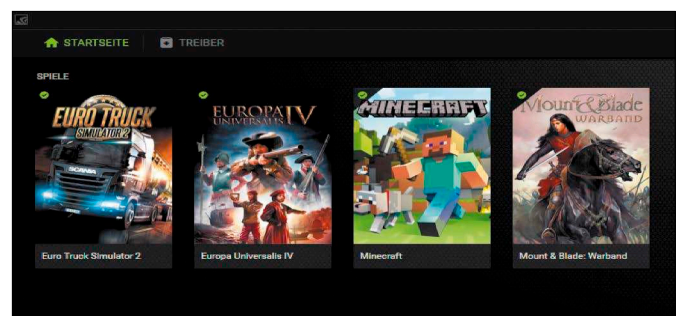 STARTSEITE
TREIBER
SPIELE
EURO TRUCK
SIMULATOR 2
SCANIA
EUROPA
UNIVERSALIS IV
MINECRAFT
Mount & Blade
WARBAND
Euro Truck Simulator 2
Europa Universalis IV
Minecraft
Mount & Blade: Warband